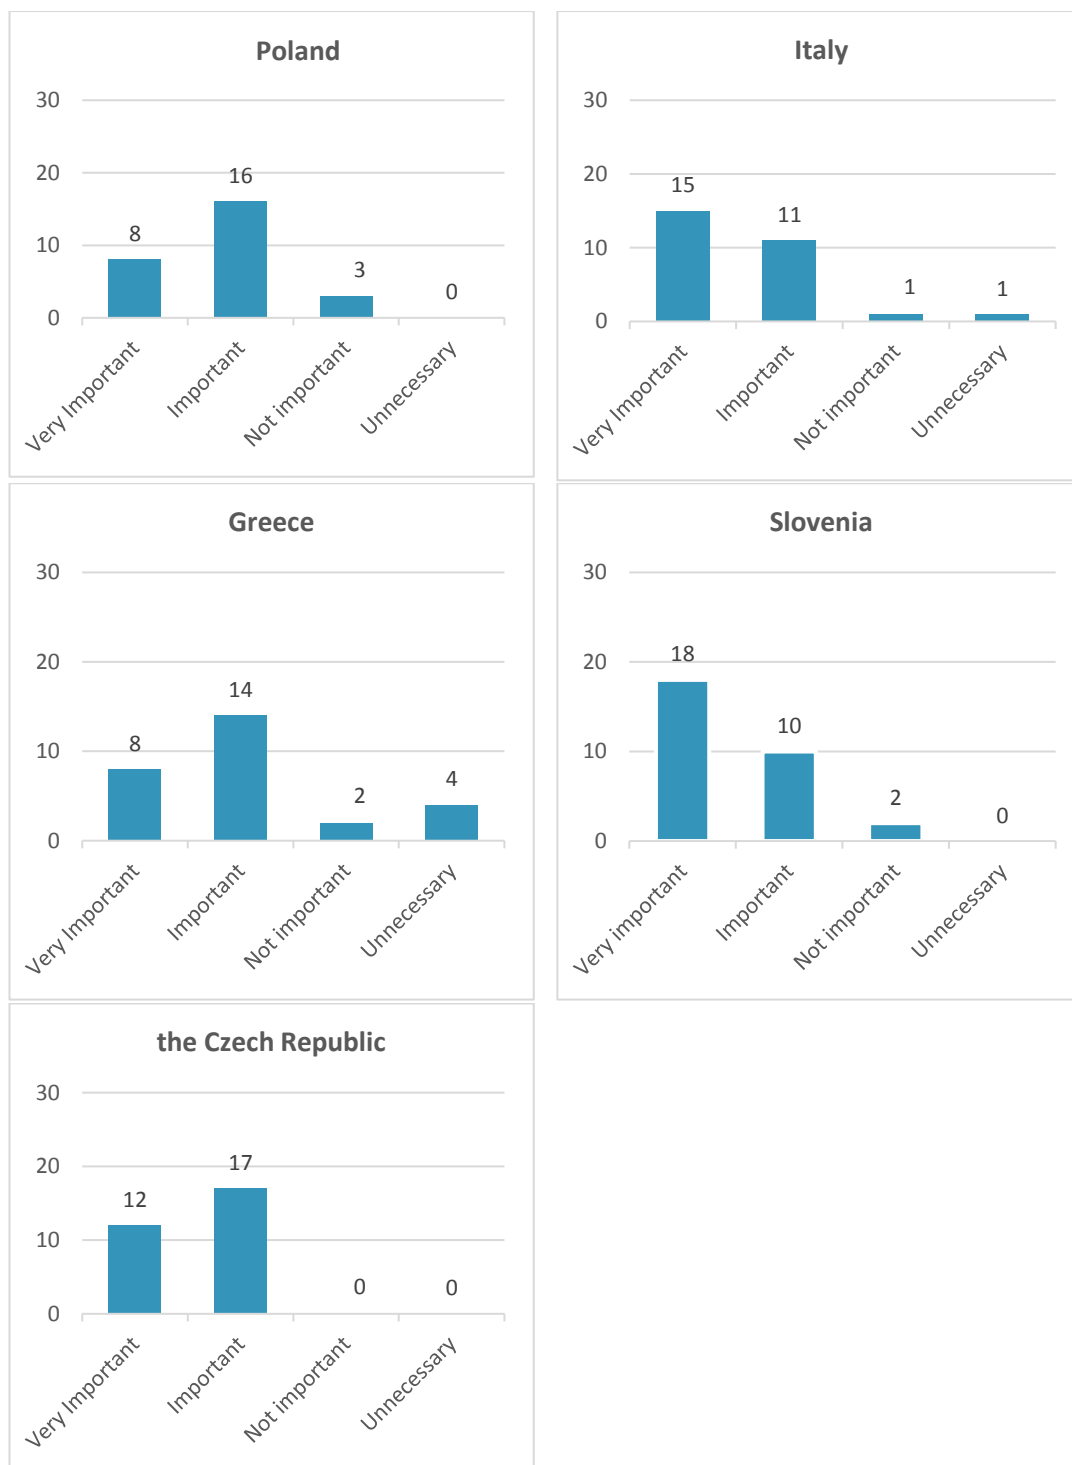 Poland
30
20
10
0
8
16
3
0
Very Important
Important
Not important
Unnecessary
Italy
30
20
10
0
15
11
1
1
Very Important
Important
Not important
Unnecessary
Greece
30
20
10
0
8
14
2
4
Very Important
Important
Not important
Unnecessary
Slovenia
30
20
10
0
18
10
2
0
Very important
Important
Not important
Unnecessary
the Czech Republic
30
20
10
0
12
17
0
0
Very Important
Important
Not important
Unnecessary